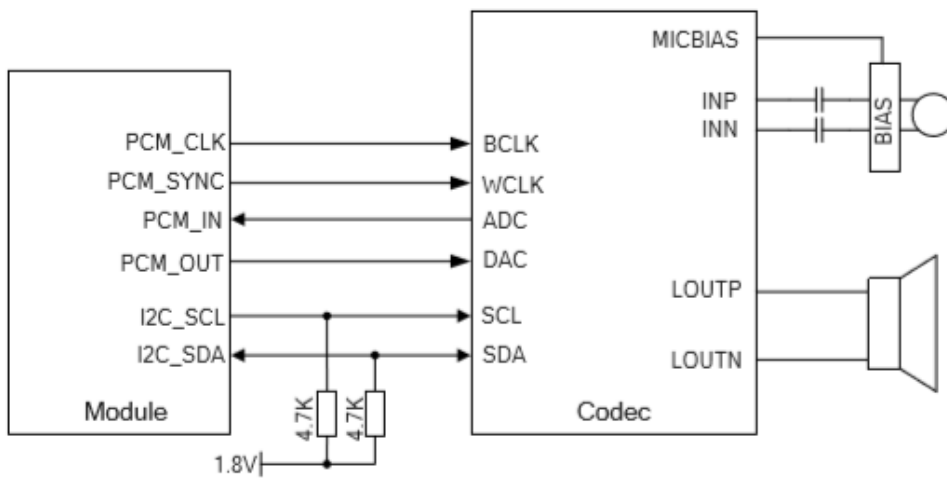 MICBIAS
INP
INN
BIAS
PCM_CLK
BCLK
PCM_SYNC
WCLK
PCM_IN
ADC
PCM_OUT
DAC
LOUTP
I2C_SCL
SCL
I2C_SDA
SDA
LOUTN
4.7K
4.7K
Module
Codec
1.8V